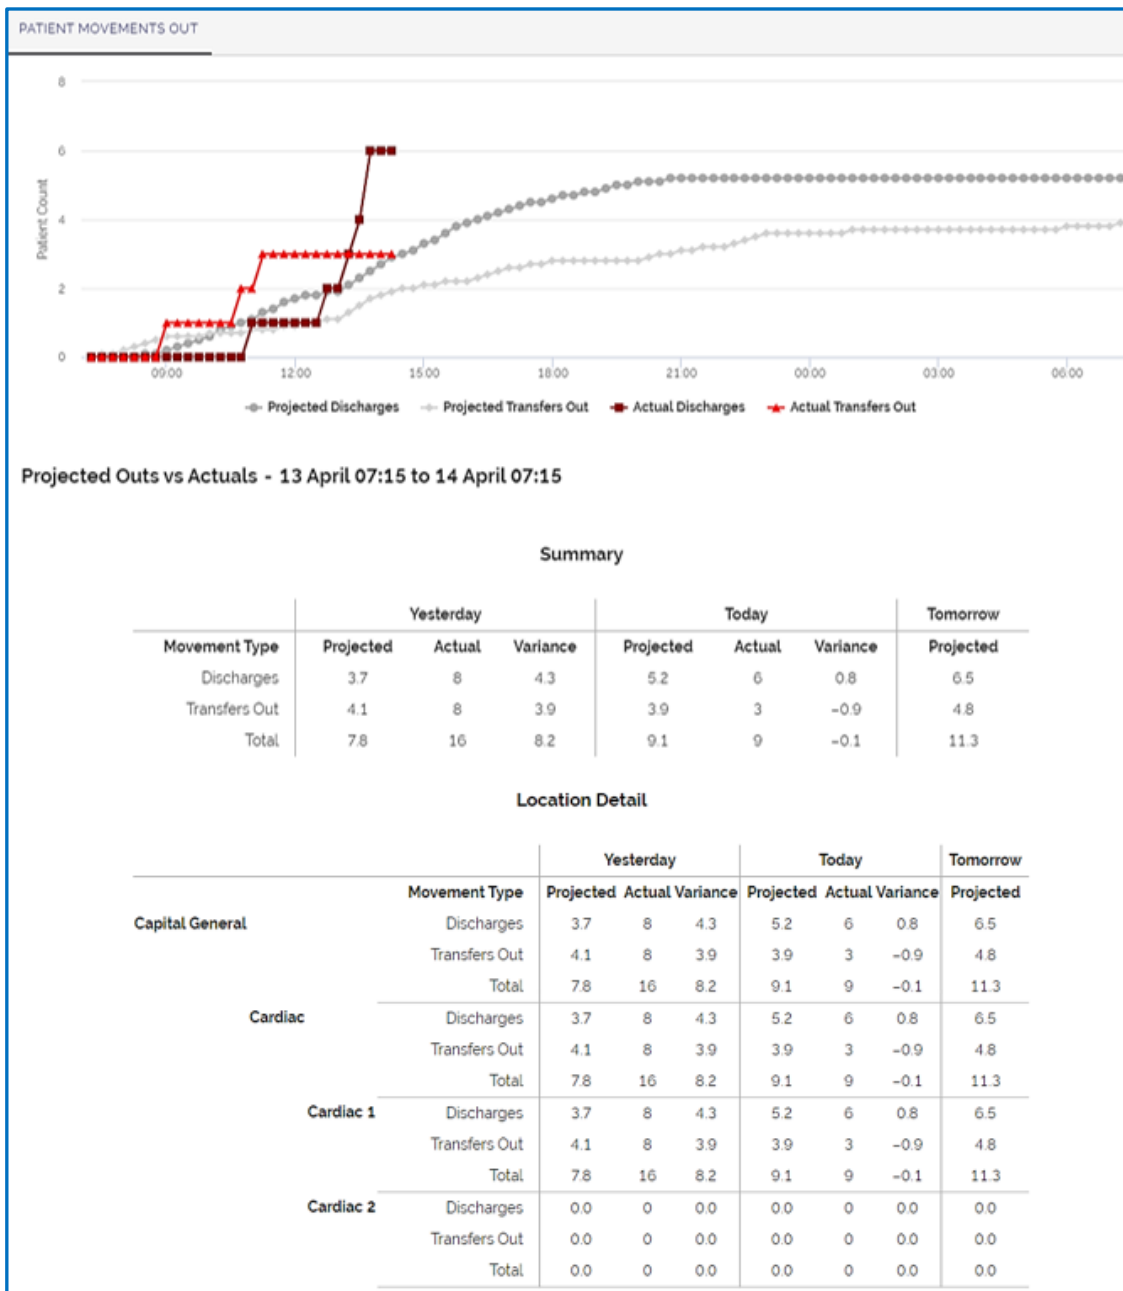 PATIENT MOVEMENTS OUT
8
6
4
2
0
Patient Count
09:00 12:00 15:00 18:00 21:00 00:00 03:00 06:00
Projected Discharges Projected Transfers Out Actual Discharges Actual Transfers Out
Projected Outs vs Actuals - 13 April 07:15 to 14 April 07:15
Summary
Yesterday Today Tomorrow
Movement Type Projected Actual Variance Projected Actual Variance Projected
Discharges 3.7 8 4.3 5.2 6 0.8 6.5
Transfers Out 4.1 8 3.9 3.9 3 −0.9 4.8
Total 7.8 16 8.2 9.1 9 −0.1 11.3
Location Detail
Yesterday Today Tomorrow
Movement Type Projected Actual Variance Projected Actual Variance Projected
Capital General Discharges 3.7 8 4.3 5.2 6 0.8 6.5
Transfers Out 4.1 8 3.9 3.9 3 −0.9 4.8
Total 7.8 16 8.2 9.1 9 −0.1 11.3
Cardiac Discharges 3.7 8 4.3 5.2 6 0.8 6.5
Transfers Out 4.1 8 3.9 3.9 3 −0.9 4.8
Total 7.8 16 8.2 9.1 9 −0.1 11.3
Cardiac 1 Discharges 3.7 8 4.3 5.2 6 0.8 6.5
Transfers Out 4.1 8 3.9 3.9 3 −0.9 4.8
Total 7.8 16 8.2 9.1 9 −0.1 11.3
Cardiac 2 Discharges 0.0 0 0.0 0.0 0 0.0 0.0
Transfers Out 0.0 0 0.0 0.0 0 0.0 0.0
Total 0.0 0 0.0 0.0 0 0.0 0.0